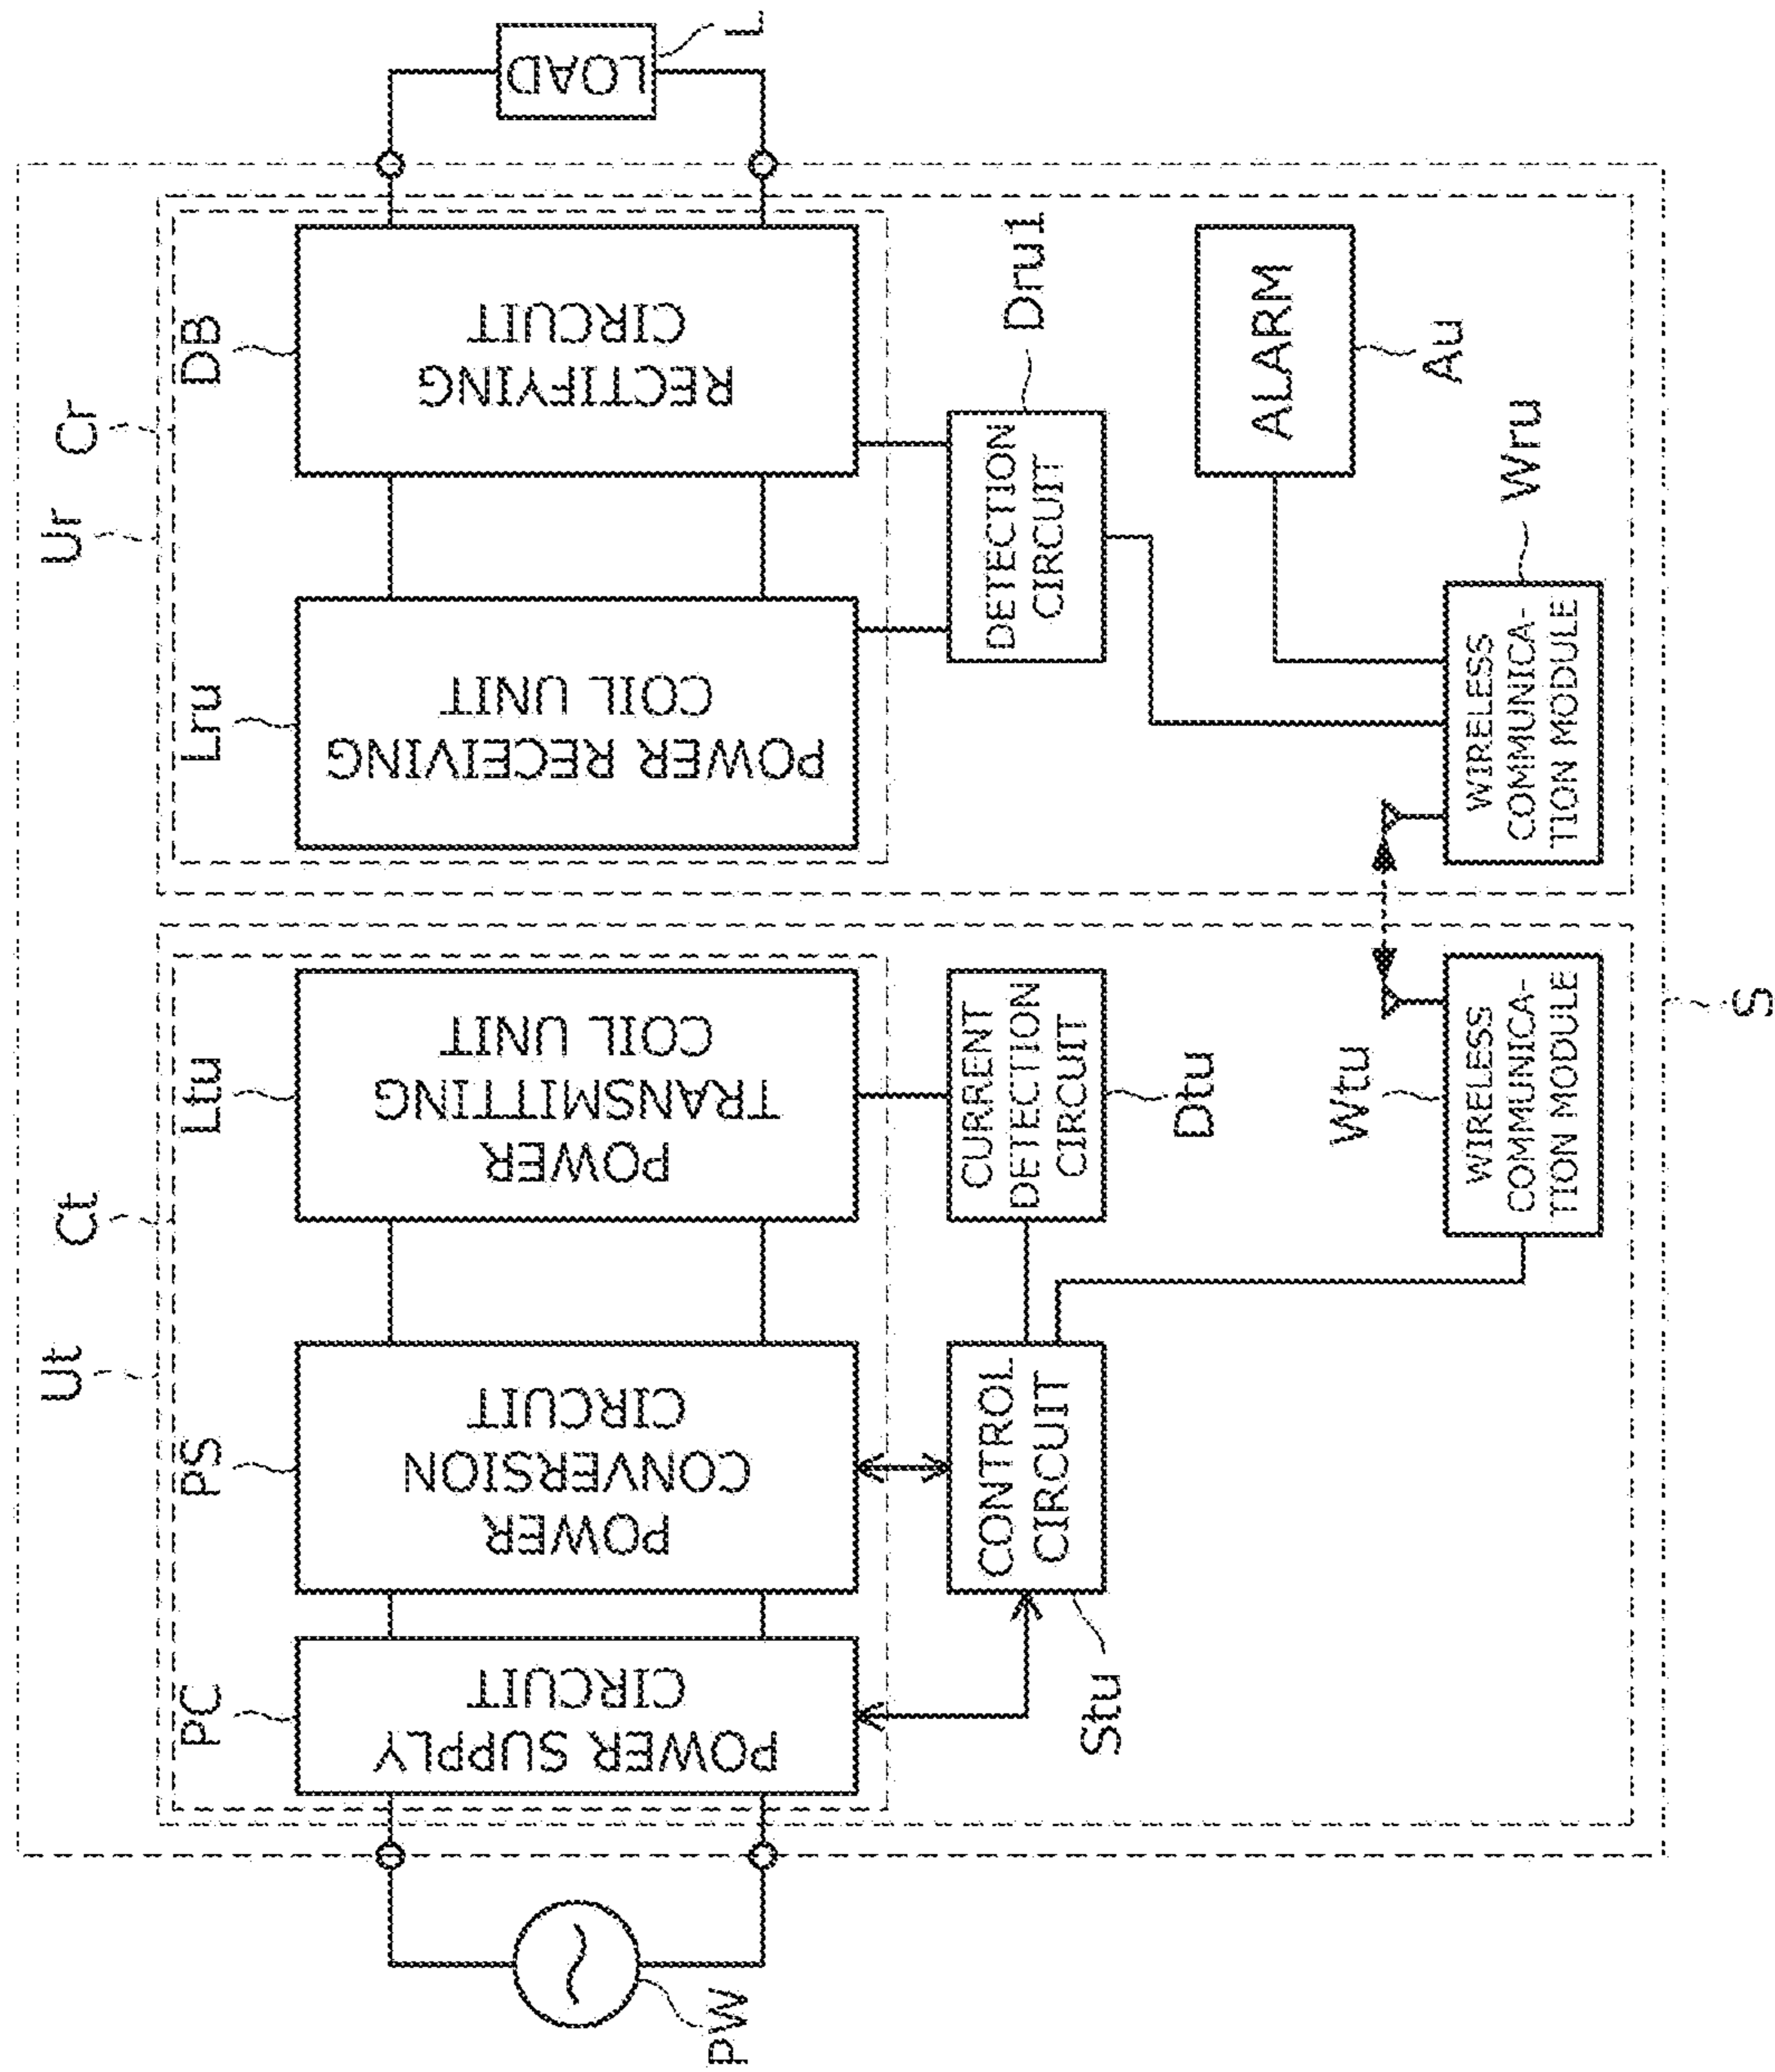 Ut
Ct
Ur
Cr
PC
PS
Ltu
Lru
DB
POWER SUPPLY
CIRCUIT
POWER
CONVERSION
CIRCUIT
POWER
TRANSMITTING
COIL UNIT
POWER RECEIVING
COIL UNIT
RECTIFYING
CIRCUIT
LOAD
L
PW
CONTROL
CIRCUIT
Stu
CURRENT
DETECTION
CIRCUIT
Dtu
DETECTION
CIRCUIT
Dru1
ALARM
Au
Wtu
WIRELESS
COMMUNICA-
TION MODULE
Wru
WIRELESS
COMMUNICA-
TION MODULE
S